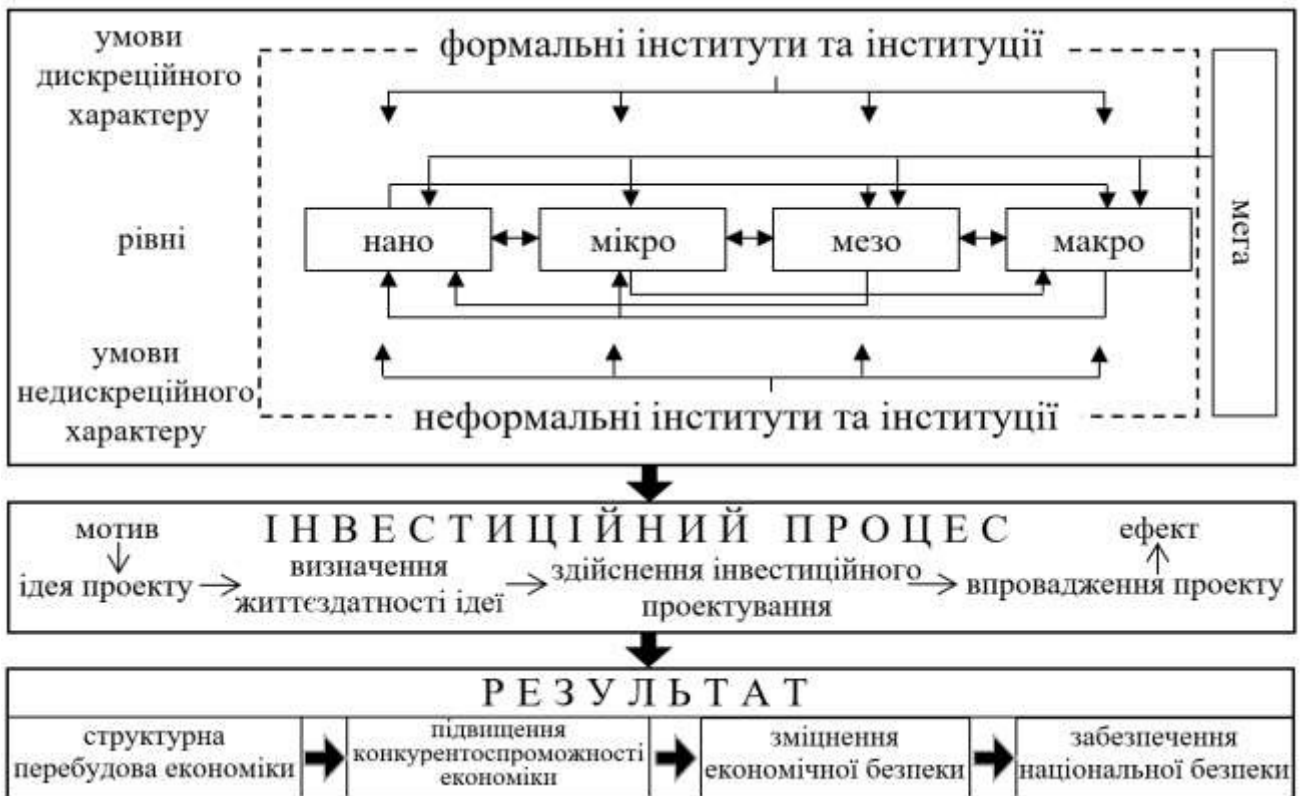 умови
дискреційного
характеру
формальні інститути та інституції
рівні
нано
мікро
мезо
макро
мега
умови
недискреційного
характеру
неформальні інститути та інституції
ІНВЕСТИЦІЙНИЙ ПРОЦЕС
мотив
ідея проекту
визначення
життєздатності ідеї
здійснення інвестиційного
проектування
впровадження проекту
ефект
РЕЗУЛЬТАТ
структурна
перебудова економіки
підвищення
конкурентоспроможності
економіки
зміцнення
економічної безпеки
забезпечення
національної безпеки